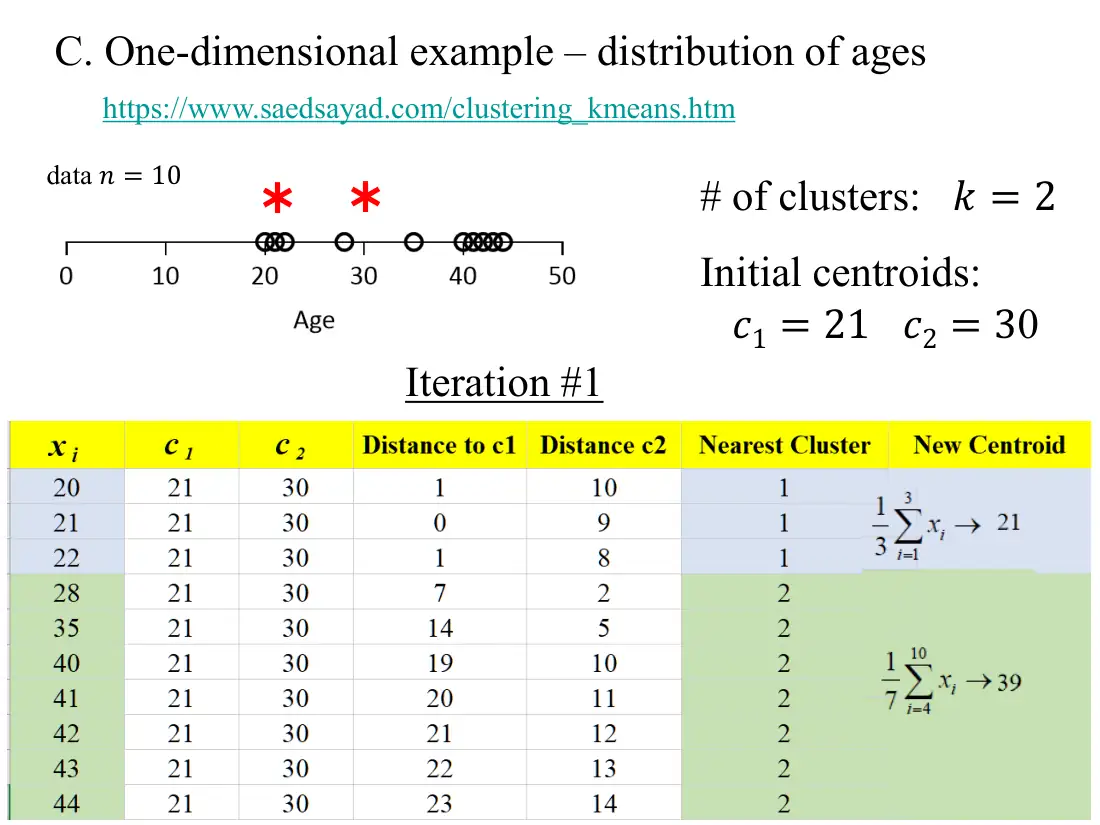 C. One-dimensional example – distribution of ages
https://www.saedsayad.com/clustering_kmeans.htm
data n = 10
* *
0 10 20 30 40 50
Age
# of clusters: k = 2
Initial centroids:
c₁ = 21 c₂ = 30
Iteration #1
x i c 1 c 2 Distance to c1 Distance c2 Nearest Cluster New Centroid
20 21 30 1 10 1
21 21 30 0 9 1
22 21 30 1 8 1
1/3 ∑ i=1 3 xᵢ → 21
28 21 30 7 2 2
35 21 30 14 5 2
40 21 30 19 10 2
41 21 30 20 11 2
42 21 30 21 12 2
43 21 30 22 13 2
44 21 30 23 14 2
1/7 ∑ i=4 10 xᵢ → 39